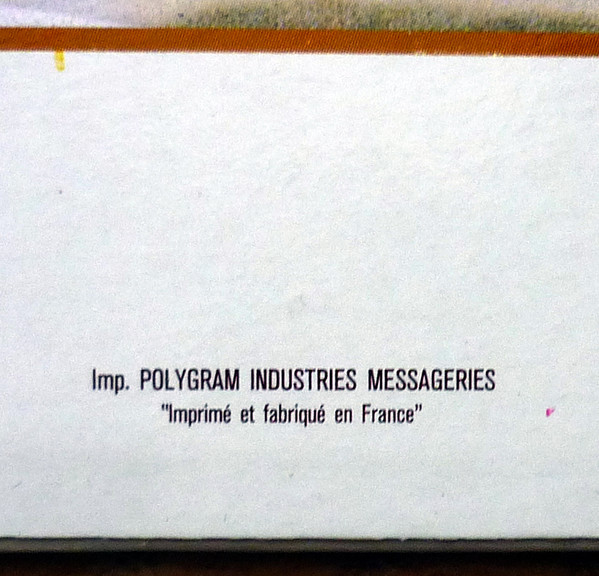 Imp. POLYGRAM INDUSTRIES MESSAGERIES
"Imprimé et fabriqué en France"